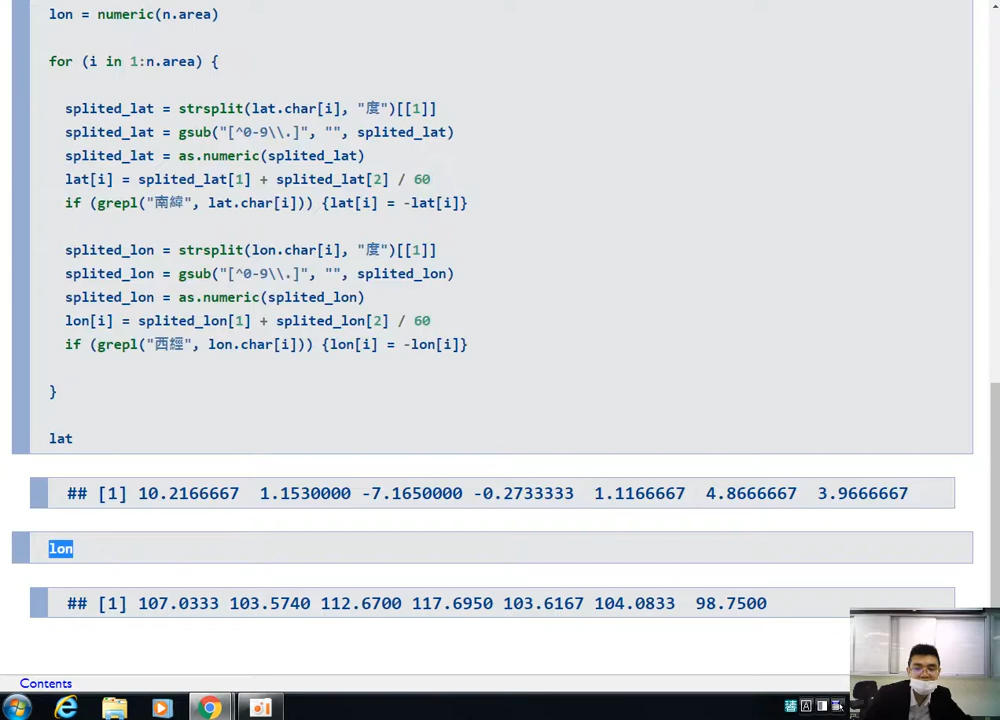 lon = numeric(n.area)
for (i in 1:n.area) {
splited_lat = strsplit(lat.char[i], "度")[[1]]
splited_lat = gsub("[^0-9\\.]", "", splited_lat)
splited_lat = as.numeric(splited_lat)
lat[i] = splited_lat[1] + splited_lat[2] / 60
if (grepl("南緯", lat.char[i])) {lat[i] = -lat[i]}
splited_lon = strsplit(lon.char[i], "度")[[1]]
splited_lon = gsub("[^0-9\\.]", "", splited_lon)
splited_lon = as.numeric(splited_lon)
lon[i] = splited_lon[1] + splited_lon[2] / 60
if (grepl("西經", lon.char[i])) {lon[i] = -lon[i]}
}
lat
## [1] 10.2166667 1.1530000 -7.1650000 -0.2733333 1.1166667 4.8666667 3.9666667
lon
## [1] 107.0333 103.5740 112.6700 117.6950 103.6167 104.0833 98.7500
Contents